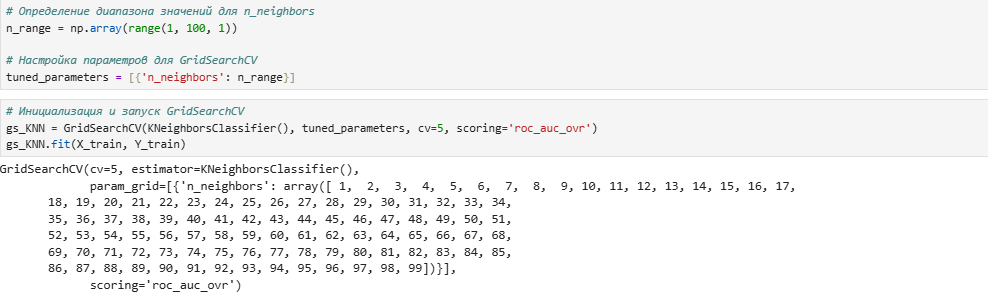 # Определение диапазона значений для n_neighbors
n_range = np.array(range(1, 100, 1))
# Настройка параметров для GridSearchCV
tuned_parameters = [{'n_neighbors': n_range}]
# Инициализация и запуск GridSearchCV
gs_KNN = GridSearchCV(KNeighborsClassifier(), tuned_parameters, cv=5, scoring='roc_auc_ovr')
gs_KNN.fit(X_train, Y_train)
GridSearchCV(cv=5, estimator=KNeighborsClassifier(),
             param_grid=[{'n_neighbors': array([ 1,  2,  3,  4,  5,  6,  7,  8,  9, 10, 11, 12, 13, 14, 15, 16, 17,
       18, 19, 20, 21, 22, 23, 24, 25, 26, 27, 28, 29, 30, 31, 32, 33, 34,
       35, 36, 37, 38, 39, 40, 41, 42, 43, 44, 45, 46, 47, 48, 49, 50, 51,
       52, 53, 54, 55, 56, 57, 58, 59, 60, 61, 62, 63, 64, 65, 66, 67, 68,
       69, 70, 71, 72, 73, 74, 75, 76, 77, 78, 79, 80, 81, 82, 83, 84, 85,
       86, 87, 88, 89, 90, 91, 92, 93, 94, 95, 96, 97, 98, 99])}],
             scoring='roc_auc_ovr')